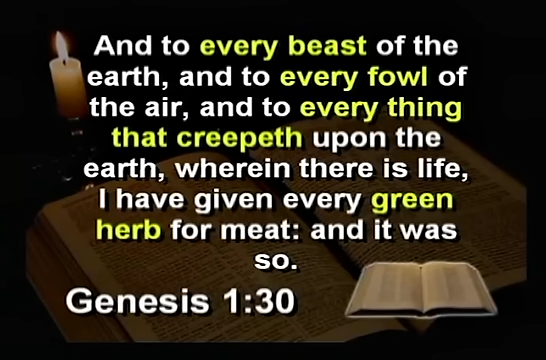 And to every beast of the
earth, and to every fowl of
the air, and to every thing
that creepeth upon the
earth, wherein there is life,
I have given every green
herb for meat: and it was
so.
Genesis 1:30